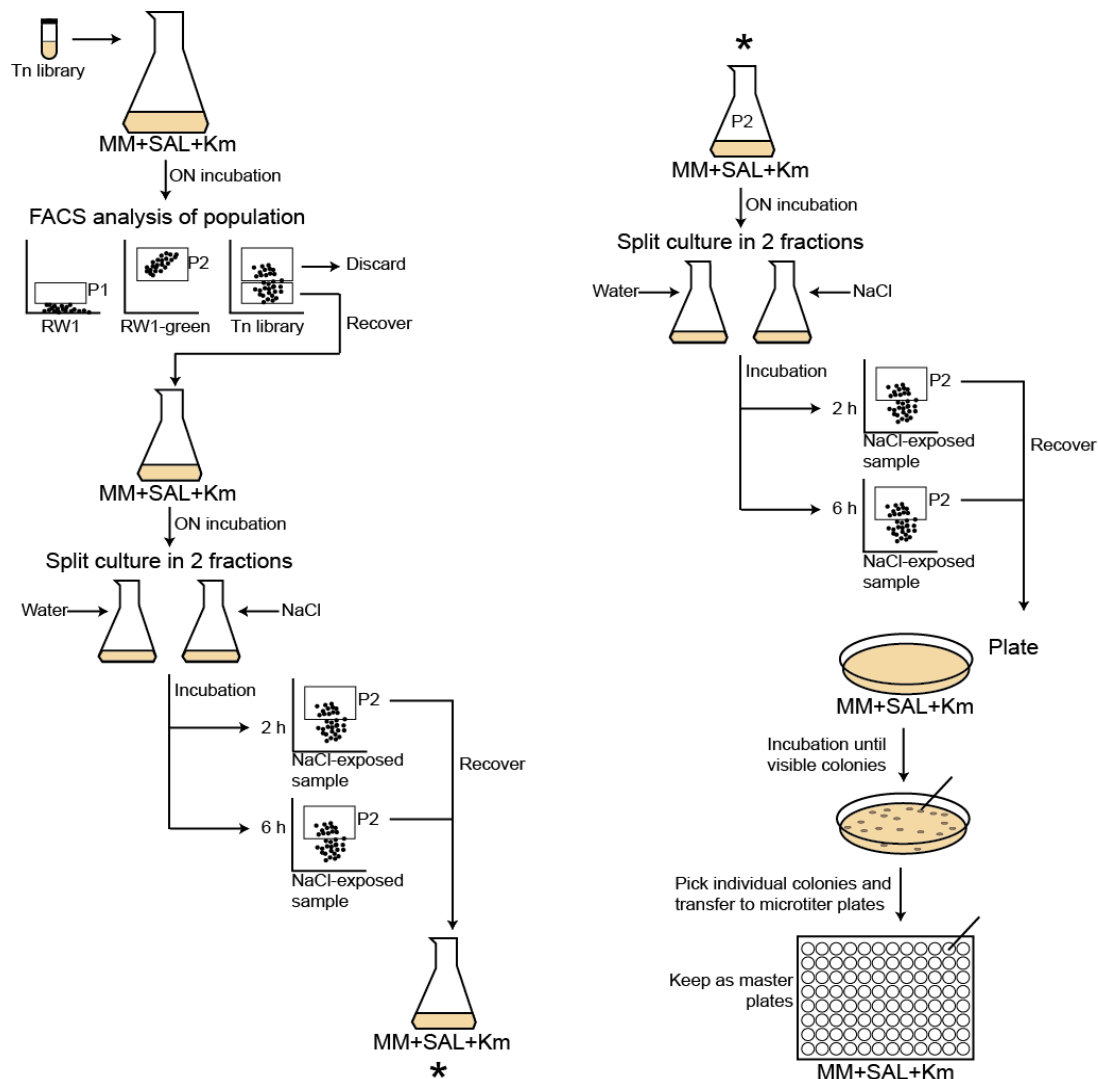 Tn library
MM+SAL+Km
ON incubation
FACS analysis of population
P1
RW1
P2
RW1-green
Tn library
Discard
Recover
MM+SAL+Km
ON incubation
Split culture in 2 fractions
Water
NaCl
Incubation
2 h
P2
NaCl-exposed
sample
6 h
P2
NaCl-exposed
sample
Recover
MM+SAL+Km
*
*
P2
MM+SAL+Km
ON incubation
Split culture in 2 fractions
Water
NaCl
Incubation
2 h
P2
NaCl-exposed
sample
6 h
P2
NaCl-exposed
sample
Recover
Plate
MM+SAL+Km
Incubation until
visible colonies
Pick individual colonies and
transfer to microtiter plates
Keep as master
plates
MM+SAL+Km